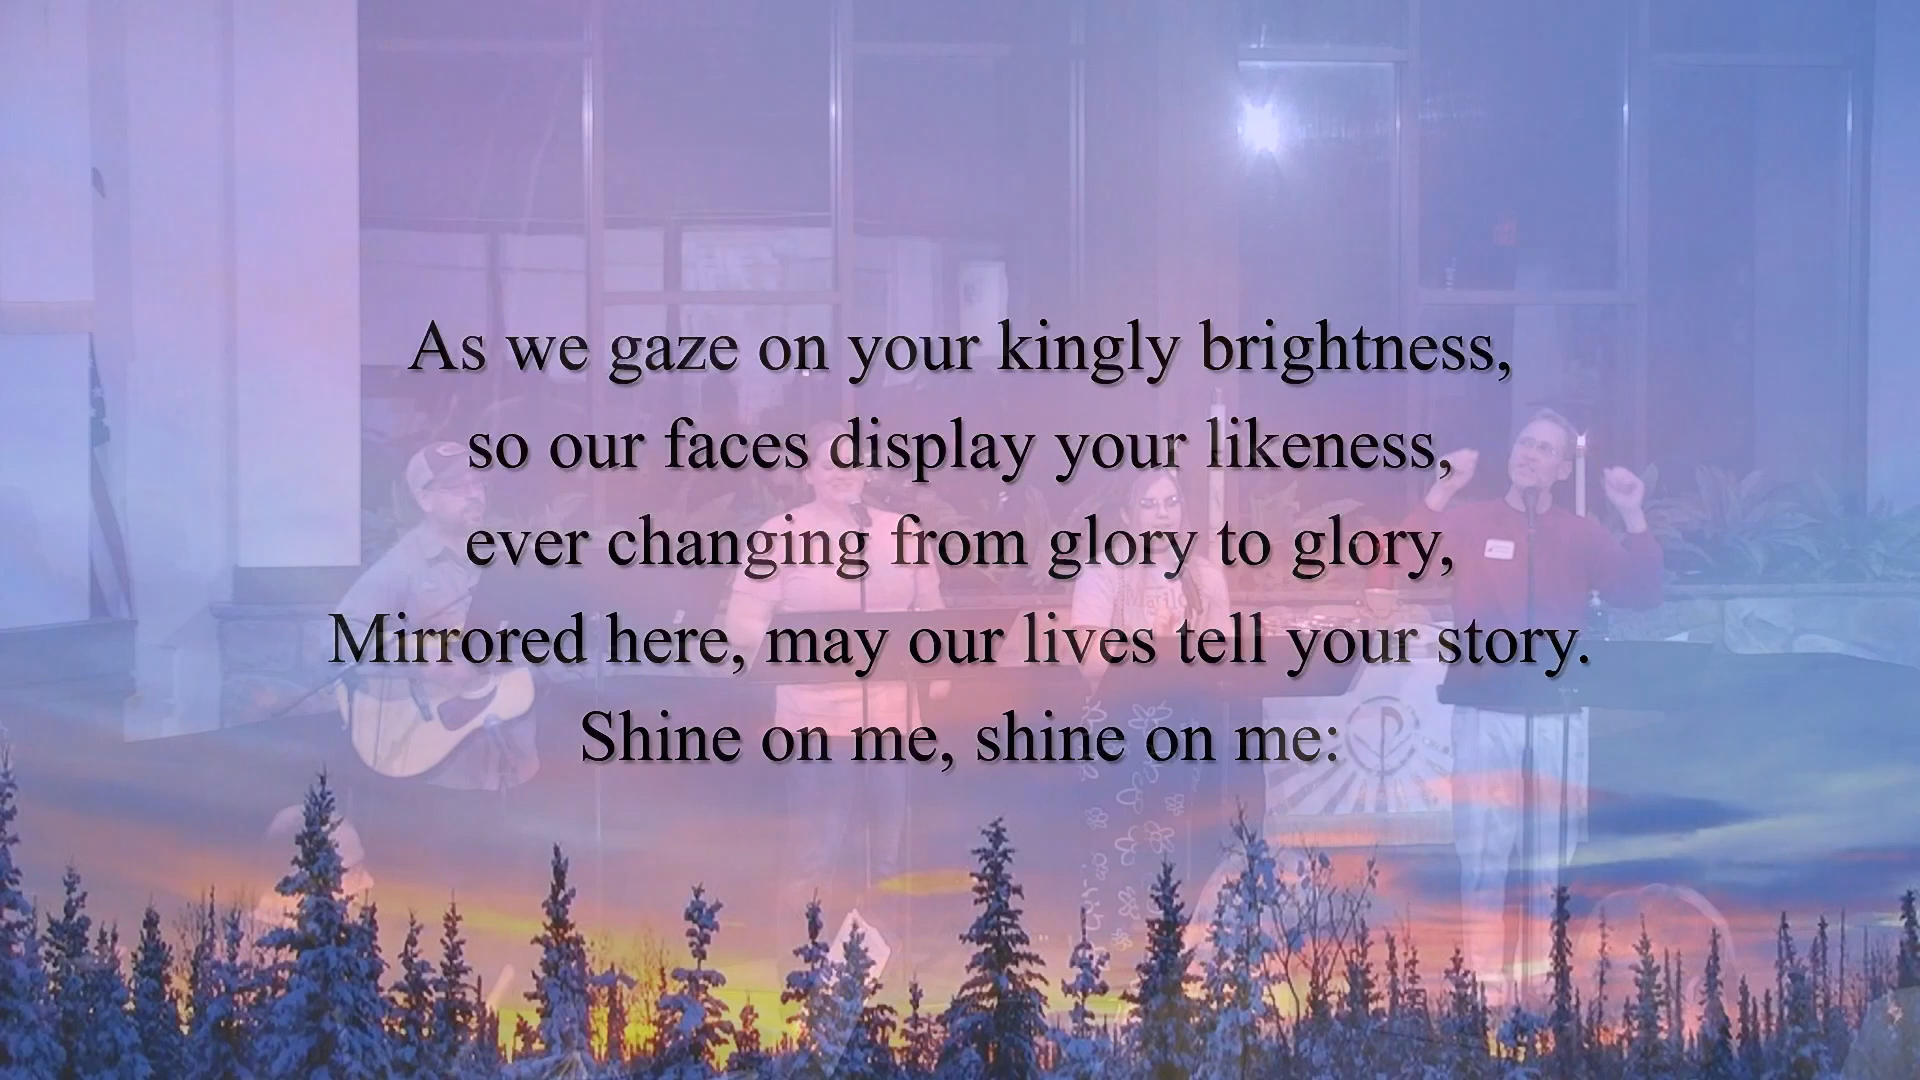 As we gaze on your kingly brightness,
so our faces display your likeness,
ever changing from glory to glory,
Mirrored here, may our lives tell your story.
Shine on me, shine on me: